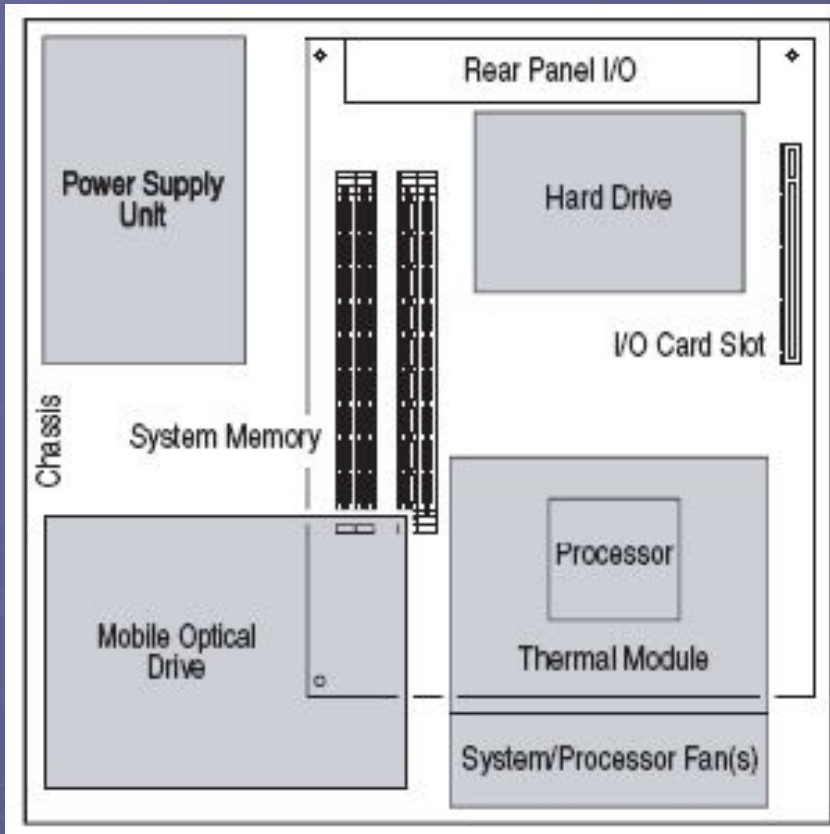 Rear Panel I/O
Power Supply
Unit
Hard Drive
I/O Card Slot
Chassis
System Memory
Processor
Mobile Optical
Drive
Thermal Module
System/Processor Fan(s)